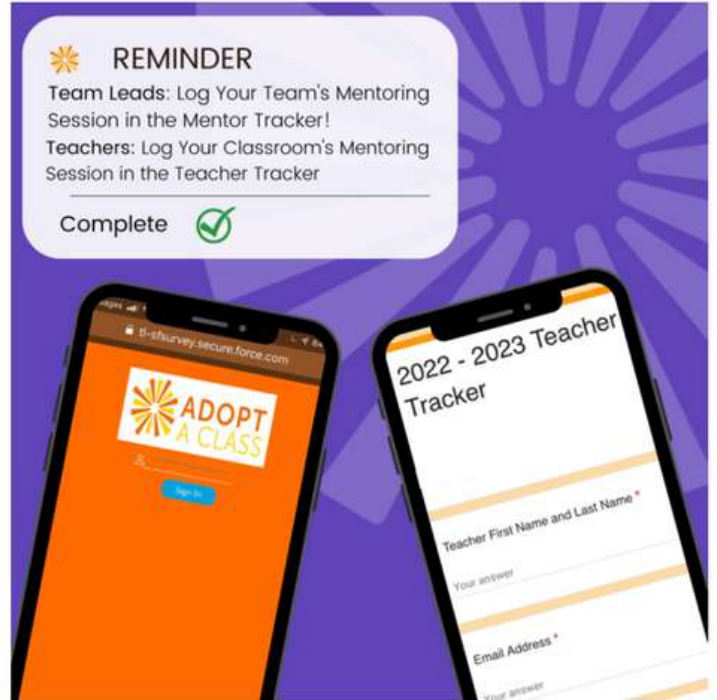 REMINDER
Team Leads: Log Your Team's Mentoring
Session in the Mentor Tracker!
Teachers: Log Your Classroom's Mentoring
Session in the Teacher Tracker
Complete
tl-sfsurvey.secure.force.com
ADOPT
A CLASS
Sign In
2022 - 2023 Teacher
Tracker
Teacher First Name and Last Name *
Your answer
Email Address *
Your answer